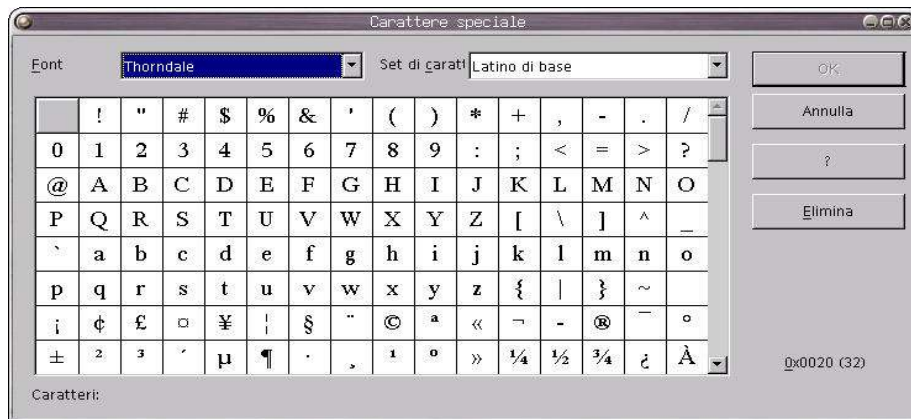 Carattere speciale
Font Thorndale Set di caratt Latino di base
OK
Annulla
?
Elimina
! " # $ % & ' ( ) * + , - . /
0 1 2 3 4 5 6 7 8 9 : ; < = > ?
@ A B C D E F G H I J K L M N O
P Q R S T U V W X Y Z [ \ ] ^ _
` a b c d e f g h i j k l m n o
p q r s t u v w x y z { | } ~
¡ ¢ £ ¤ ¥ ¦ § ¨ © ª « ¬ - ® ¯ °
± ² ³ ´ µ ¶ · ¸ ¹ º » ¼ ½ ¾ ¿ À
0x0020 (32)
Caratteri: